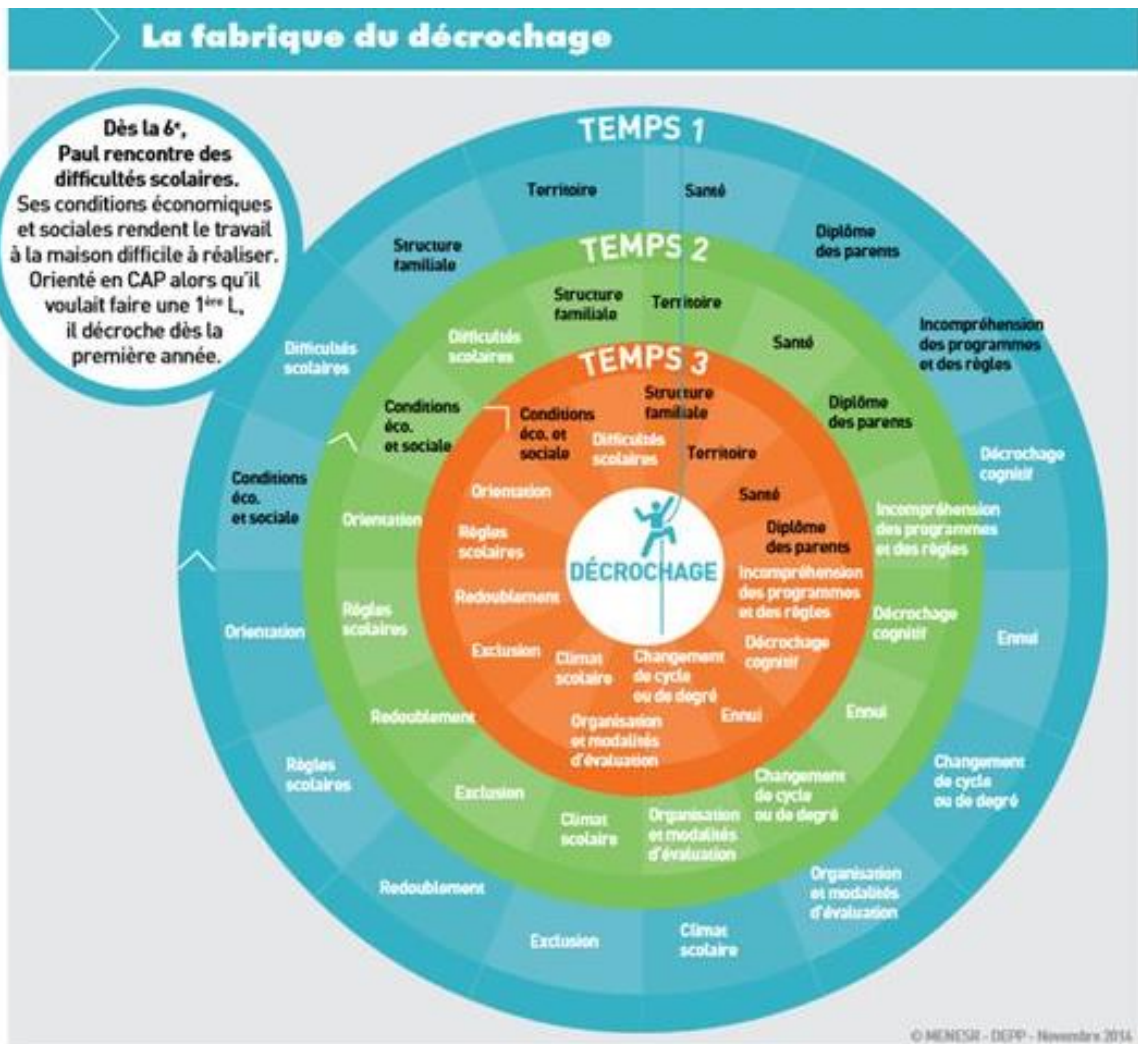 La fabrique du décrochage
Dès la 6e,
Paul rencontre des
difficultés scolaires.
Ses conditions économiques
et sociales rendent le travail
à la maison difficile à réaliser.
Orienté en CAP alors qu'il
voulait faire une 1ère L,
il décroche dès la
première année.
TEMPS 1
Territoire
Santé
Diplôme
des parents
Incompréhension
des programmes
et des règles
Décrochage
cognitif
Ennui
Changement
de cycle
ou de degré
Organisation
et modalités
d'évaluation
Climat
scolaire
Exclusion
Redoublement
Règles
scolaires
Orientation
Conditions
éco.
et sociale
Difficultés
scolaires
Structure
familiale
TEMPS 2
Territoire
Santé
Diplôme
des parents
Incompréhension
des programmes
et des règles
Décrochage
cognitif
Ennui
Changement
de cycle
ou de degré
Organisation
et modalités
d'évaluation
Climat
scolaire
Exclusion
Redoublement
Règles
scolaires
Orientation
Conditions
éco.
et sociale
Difficultés
scolaires
Structure
familiale
TEMPS 3
Structure
familiale
Territoire
Santé
Diplôme
des parents
Incompréhension
des programmes
et des règles
Décrochage
cognitif
Ennui
Changement
de cycle
ou de degré
Organisation
et modalités
d'évaluation
Climat
scolaire
Exclusion
Redoublement
Règles
scolaires
Orientation
Conditions
éco. et
sociale
Difficultés
scolaires
DÉCROCHAGE
© MENESR - DEPP - Novembre 2014